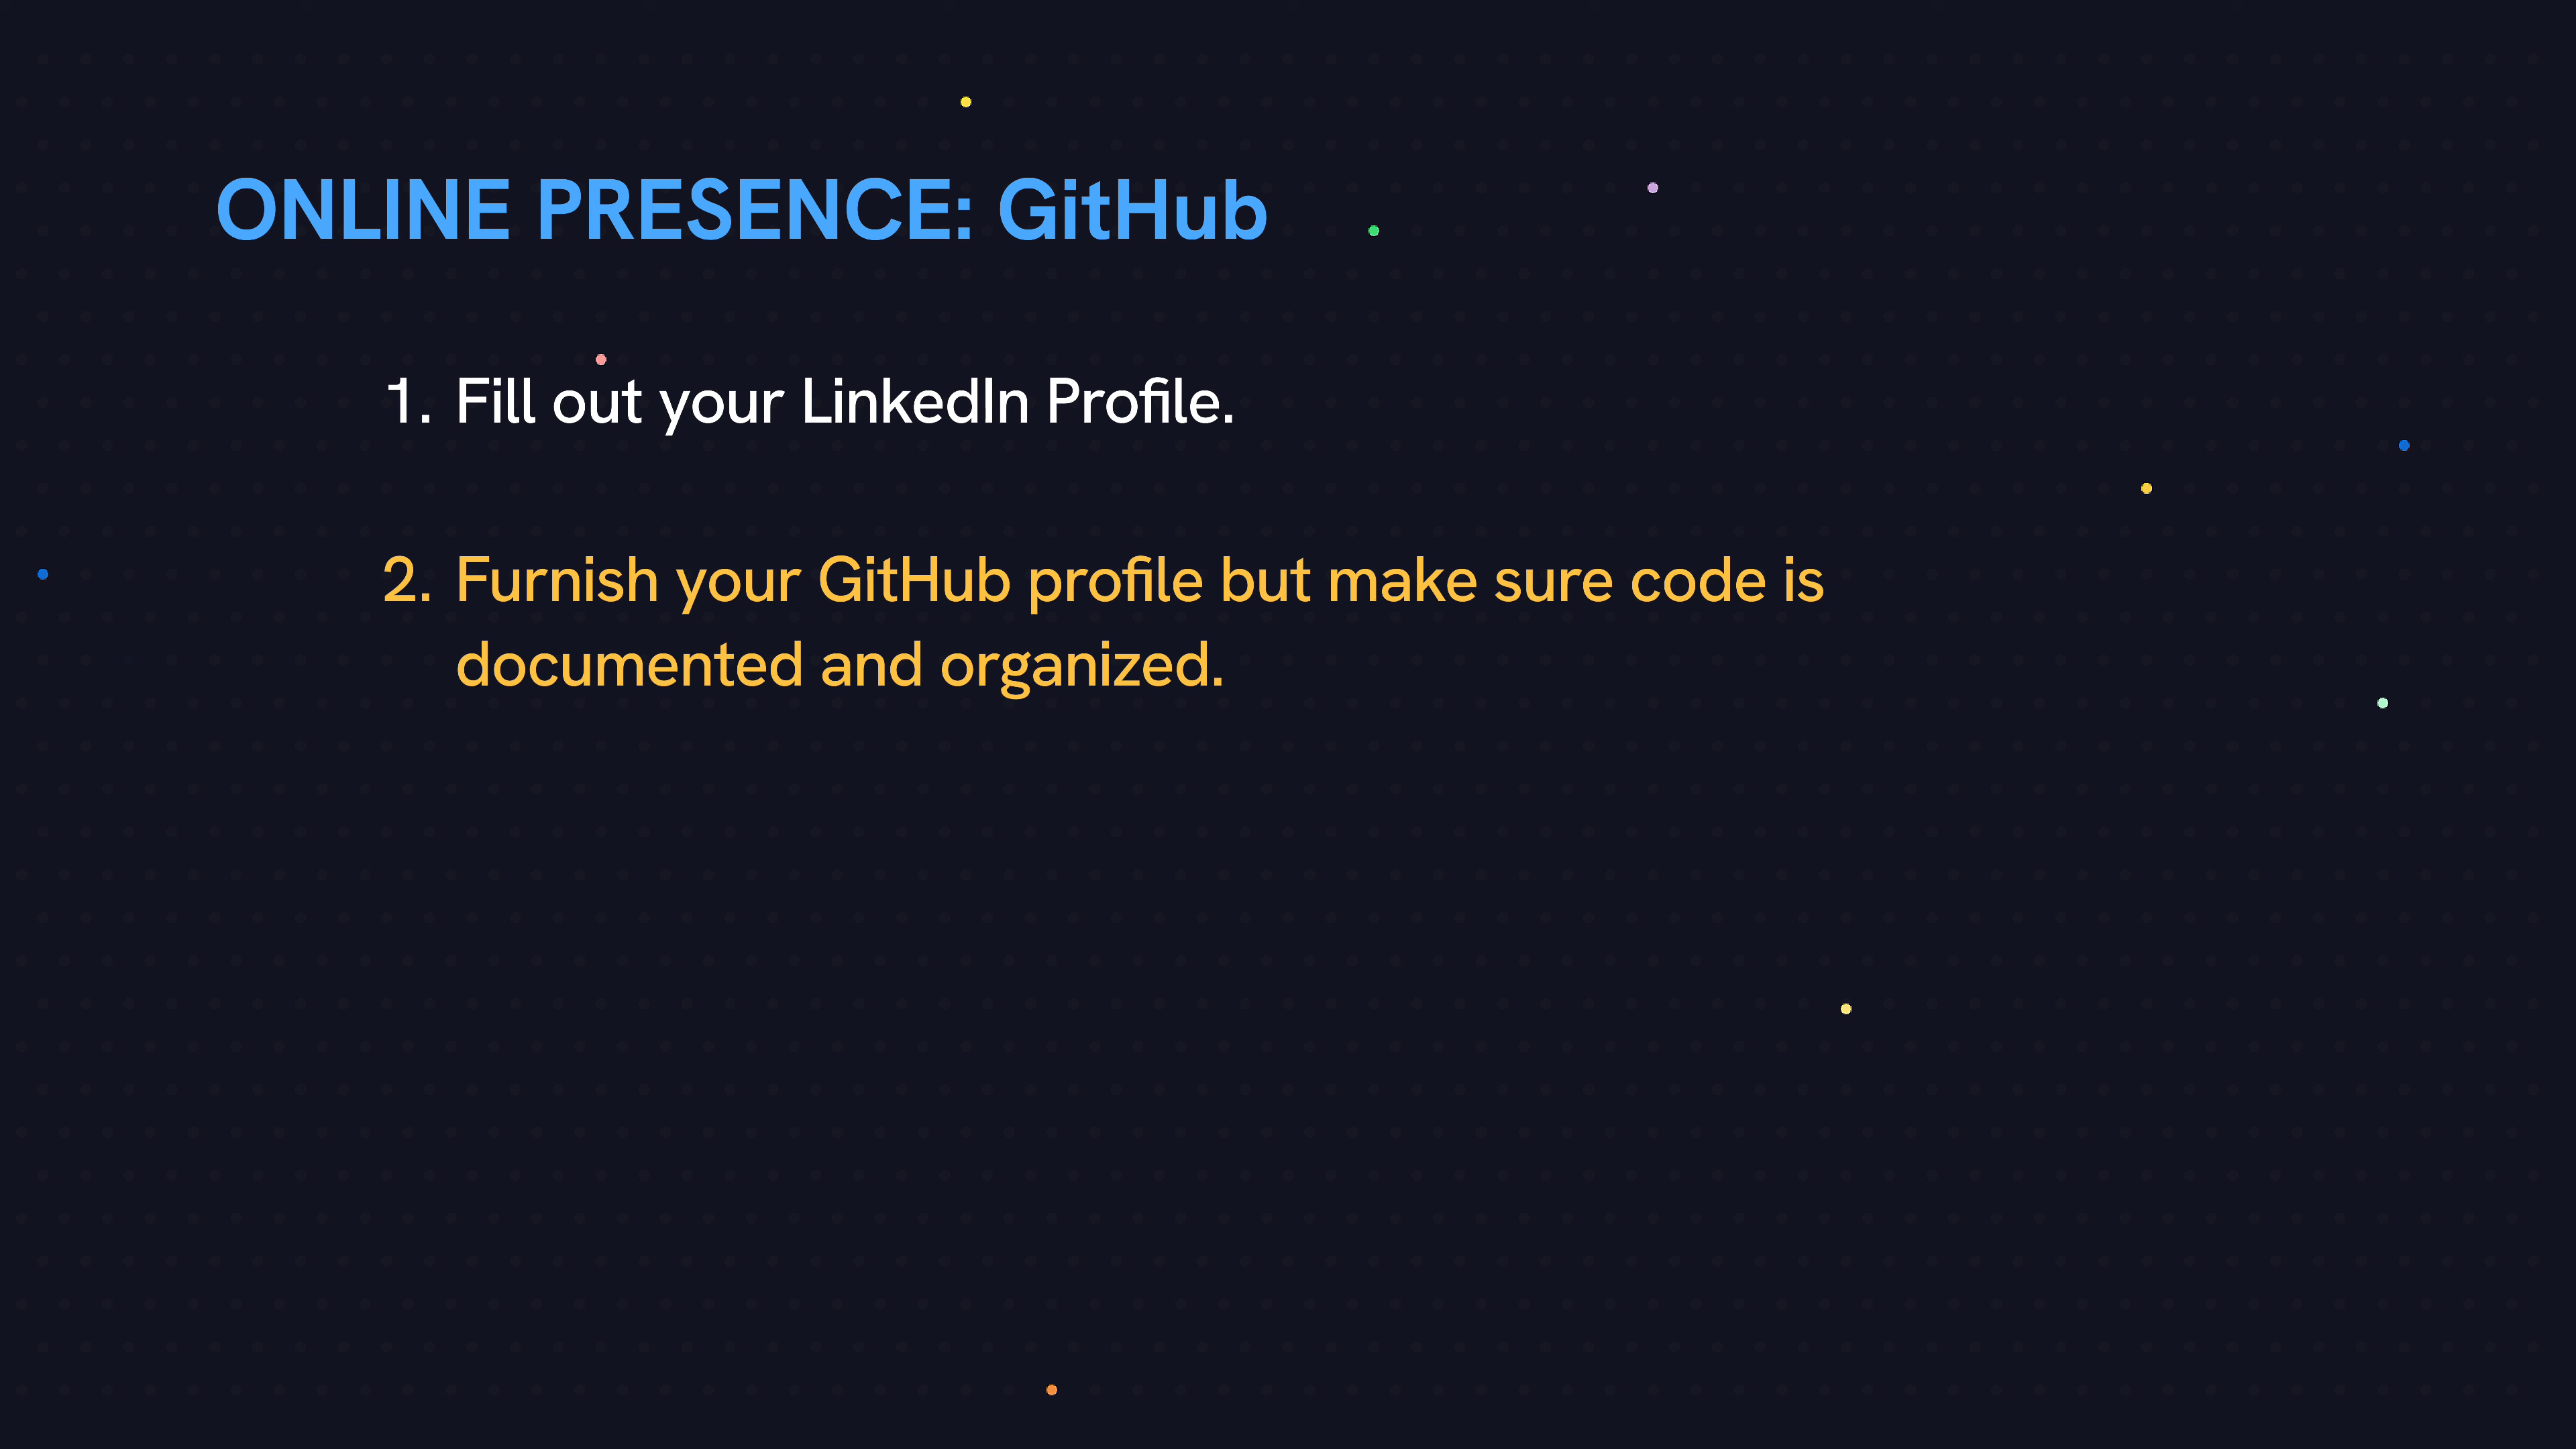 ONLINE PRESENCE: GitHub
1. Fill out your LinkedIn Profile.
2. Furnish your GitHub profile but make sure code is
documented and organized.